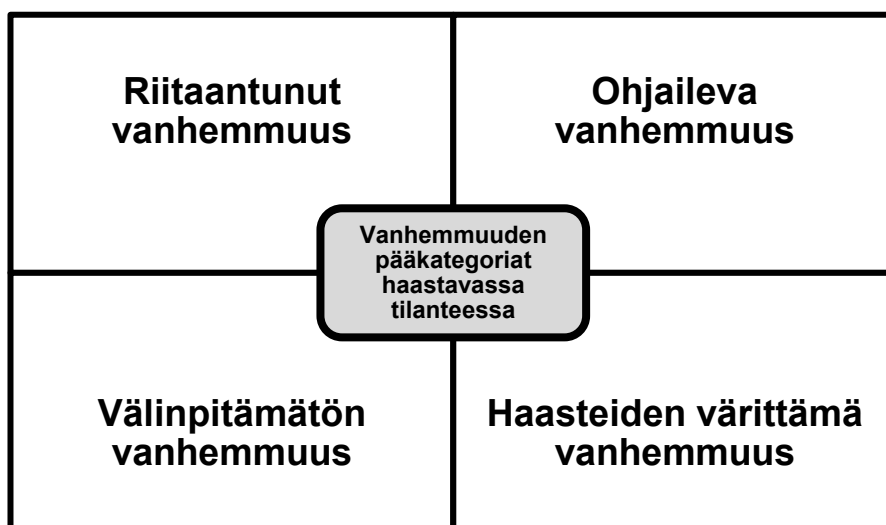 Riitaantunut
vanhemmuus
Ohjaileva
vanhemmuus
Vanhemmuuden
pääkategoriat
haastavassa
tilanteessa
Välinpitämätön
vanhemmuus
Haasteiden värittämä
vanhemmuus